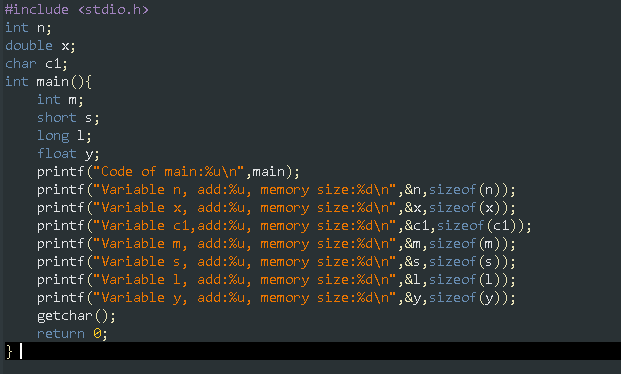 #include <stdio.h>
int n;
double x;
char c1;
int main(){
    int m;
    short s;
    long l;
    float y;
    printf("Code of main:%u\n",main);
    printf("Variable n, add:%u, memory size:%d\n",&n,sizeof(n));
    printf("Variable x, add:%u, memory size:%d\n",&x,sizeof(x));
    printf("Variable c1,add:%u, memory size:%d\n",&c1,sizeof(c1));
    printf("Variable m, add:%u, memory size:%d\n",&m,sizeof(m));
    printf("Variable s, add:%u, memory size:%d\n",&s,sizeof(s));
    printf("Variable l, add:%u, memory size:%d\n",&l,sizeof(l));
    printf("Variable y, add:%u, memory size:%d\n",&y,sizeof(y));
    getchar();
    return 0;
}